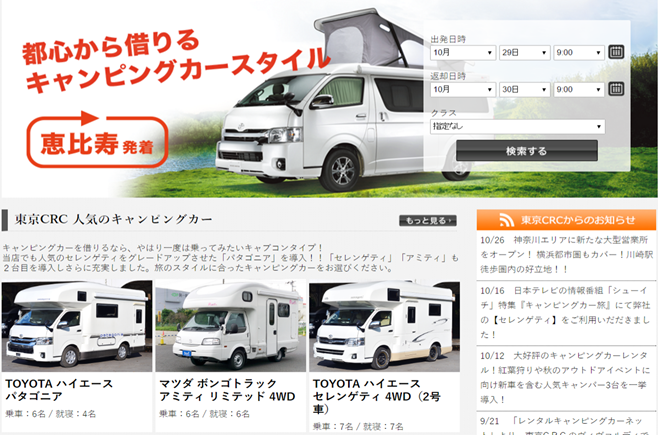 都心から借りる
キャンピングカースタイル
恵比寿 発着
出発日時
10月 29日 9:00
返却日時
10月 30日 9:00
クラス
指定なし
検索する
東京CRC 人気のキャンピングカー
もっと見る
キャンピングカーを借りるなら、やはり一度は乗ってみたいキャブコンタイプ！
当店でも人気のセレンゲティをグレードアップさせた「パタゴニア」を導入！！「セレンゲティ」「アミティ」も
２台目を導入しさらに充実しました。旅のスタイルに合ったキャンピングカーをお選びください。
TOYOTA ハイエース
パタゴニア
乗車：6名 / 就寝：4名
マツダ ボンゴトラック
アミティ リミテッド 4WD
乗車：6名 / 就寝：6名
TOYOTA ハイエース
セレンゲティ 4WD（2号
車）
乗車：7名 / 就寝：7名
東京CRCからのお知らせ
10/26 神奈川エリアに新たな大型営業所
をオープン！ 横浜都市圏もカバー！川崎駅
徒歩圏内の好立地！！
10/16 日本テレビの情報番組「シューイ
チ」特集『キャンピングカー旅』にて弊社
の【セレンゲティ】をご利用いただだきまし
た！
10/12 大好評のキャンピングカーレンタ
ル！紅葉狩りや秋のアウトドアイベントに
向け新車を含む人気キャンパー3台を一挙
導入！
9/21 「レンタルキャンピングカーネッ